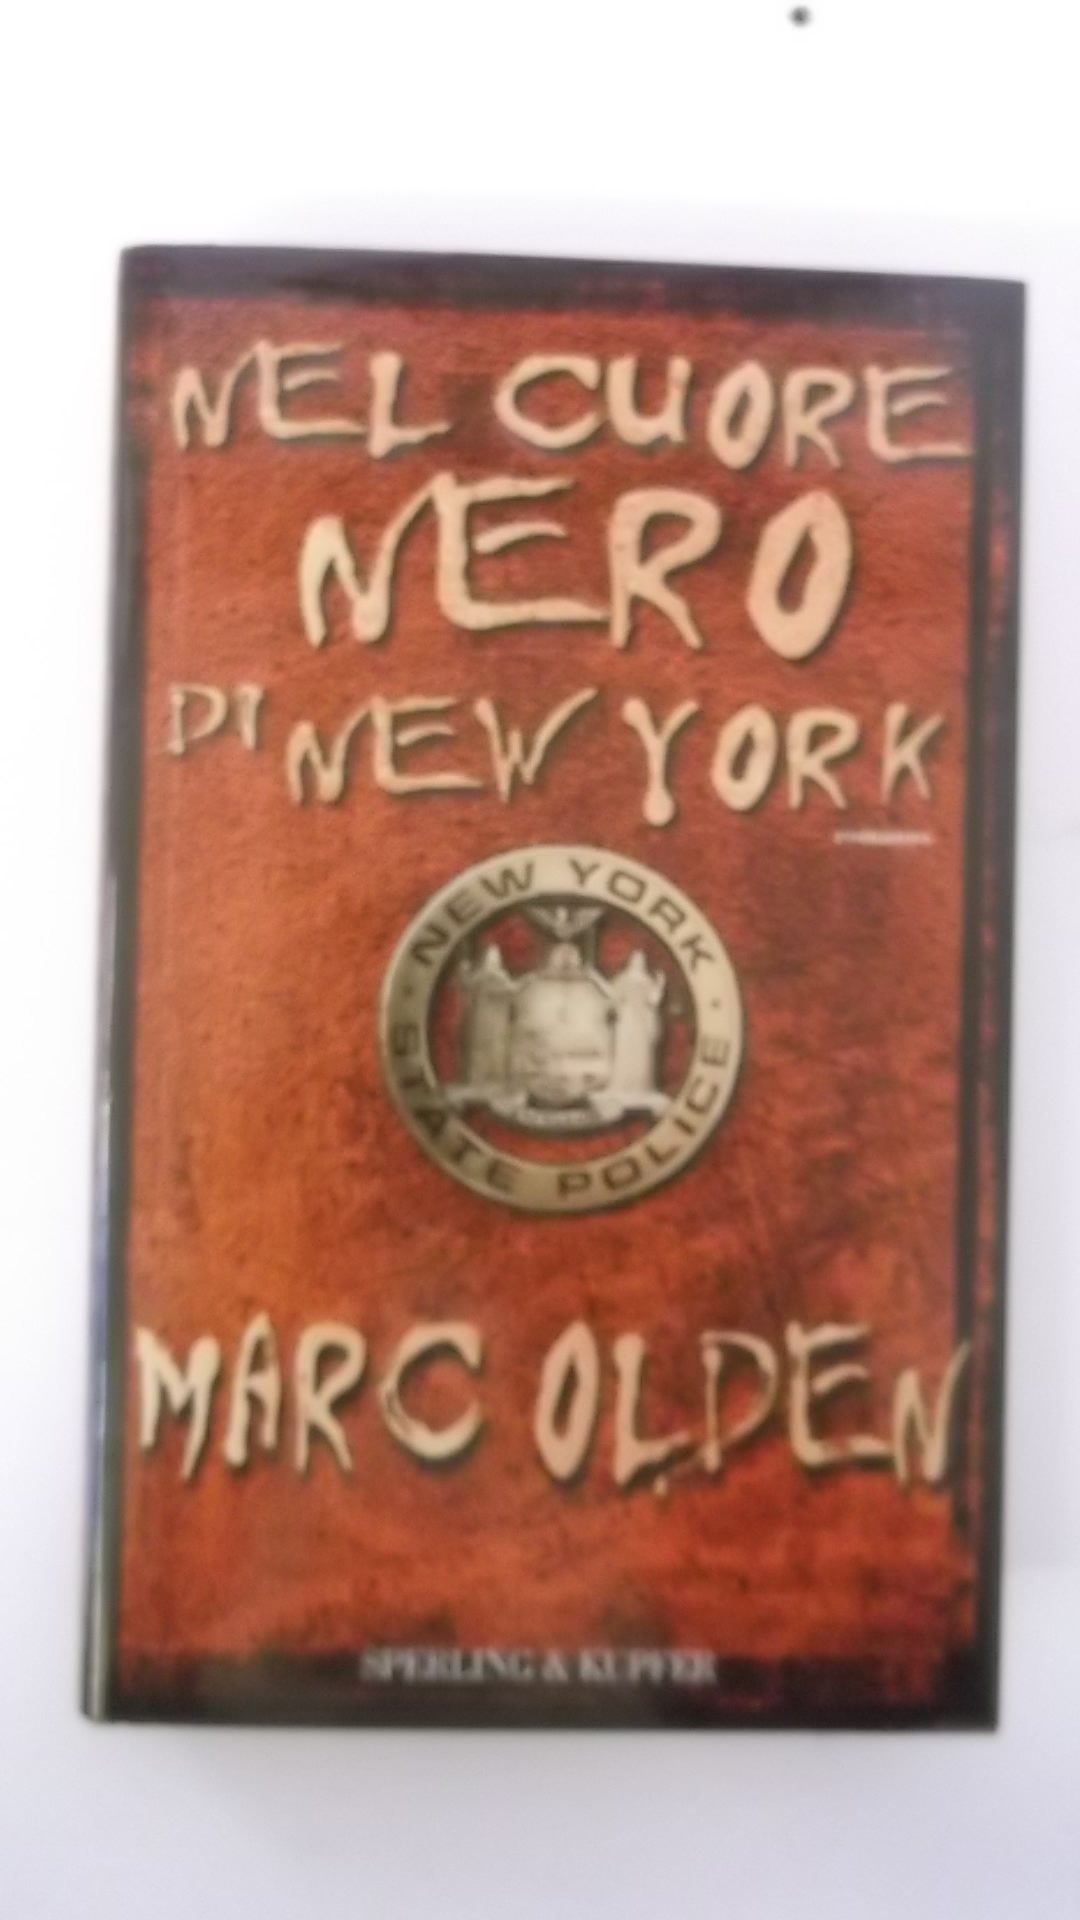 NEL CUORE
NERO
DI NEW YORK
NEW YORK
STATE POLICE
MARC OLDEN
SPERLING & KUPFER